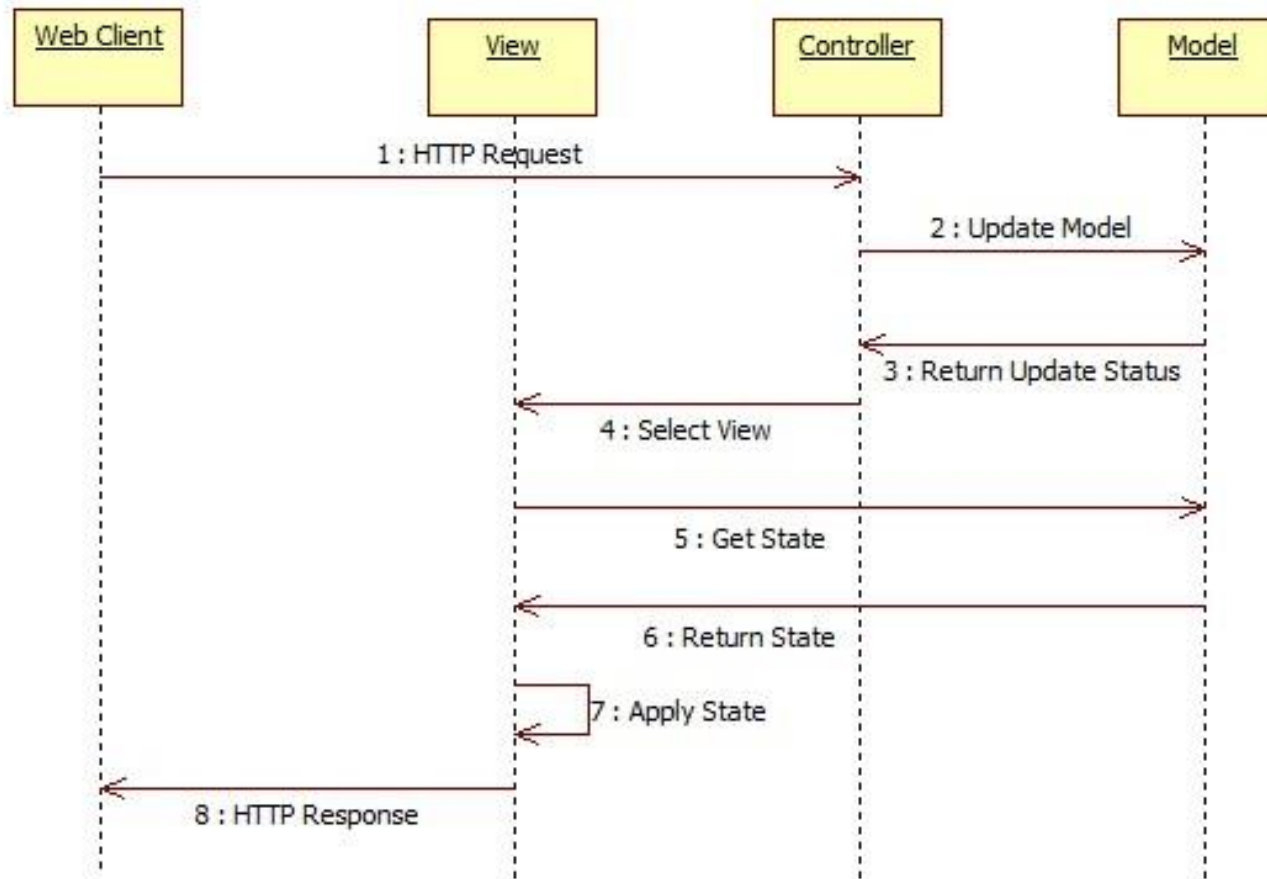 Web Client
View
Controller
Model
1 : HTTP Request
2 : Update Model
3 : Return Update Status
4 : Select View
5 : Get State
6 : Return State
7 : Apply State
8 : HTTP Response